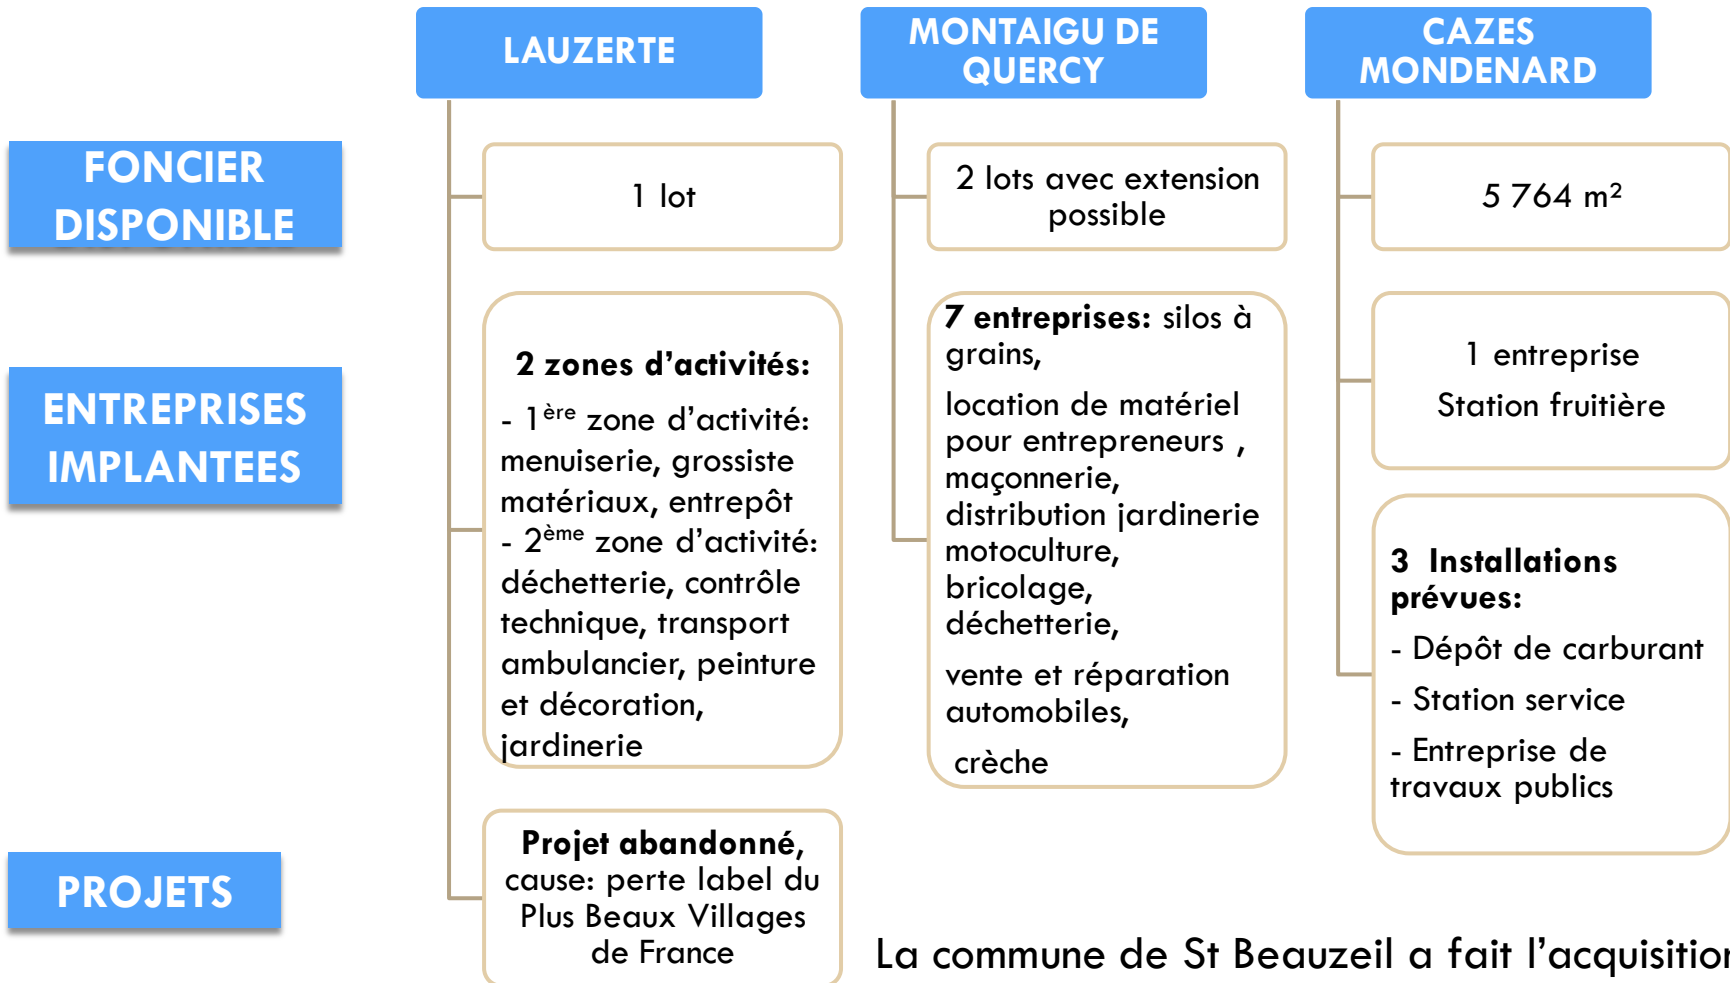 LAUZERTE
MONTAIGU DE
QUERCY
CAZES
MONDENARD
FONCIER
DISPONIBLE
1 lot
2 lots avec extension
possible
5 764 m²
ENTREPRISES
IMPLANTEES
2 zones d’activités:
- 1ère zone d’activité:
menuiserie, grossiste
matériaux, entrepôt
- 2ème zone d’activité:
déchetterie, contrôle
technique, transport
ambulancier, peinture
et décoration,
jardinerie
7 entreprises: silos à
grains,
location de matériel
pour entrepreneurs ,
maçonnerie,
distribution jardinerie
motoculture,
bricolage,
déchetterie,
vente et réparation
automobiles,
crèche
1 entreprise
Station fruitière
3 Installations
prévues:
- Dépôt de carburant
- Station service
- Entreprise de
travaux publics
PROJETS
Projet abandonné,
cause: perte label du
Plus Beaux Villages
de France
La commune de St Beauzeil a fait l’acquisition